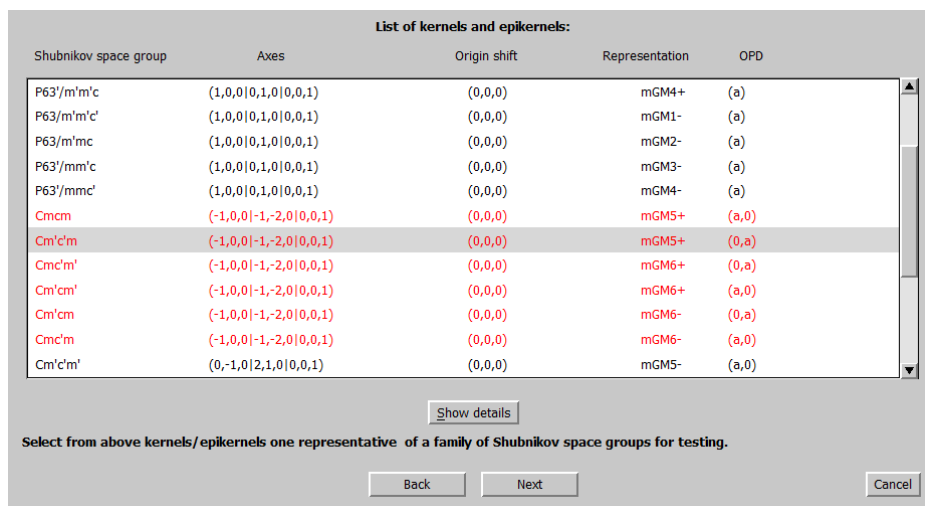 List of kernels and epikernels:
Shubnikov space group Axes Origin shift Representation OPD
P63'/m'm'c (1,0,0|0,1,0|0,0,1) (0,0,0) mGM4+ (a)
P63/m'm'c' (1,0,0|0,1,0|0,0,1) (0,0,0) mGM1- (a)
P63/m'mc (1,0,0|0,1,0|0,0,1) (0,0,0) mGM2- (a)
P63'/mm'c (1,0,0|0,1,0|0,0,1) (0,0,0) mGM3- (a)
P63'/mmc' (1,0,0|0,1,0|0,0,1) (0,0,0) mGM4- (a)
Cmcm (-1,0,0|-1,-2,0|0,0,1) (0,0,0) mGM5+ (a,0)
Cm'c'm (-1,0,0|-1,-2,0|0,0,1) (0,0,0) mGM5+ (0,a)
Cmc'm' (-1,0,0|-1,-2,0|0,0,1) (0,0,0) mGM6+ (0,a)
Cm'cm' (-1,0,0|-1,-2,0|0,0,1) (0,0,0) mGM6+ (a,0)
Cm'cm (-1,0,0|-1,-2,0|0,0,1) (0,0,0) mGM6- (0,a)
Cmc'm (-1,0,0|-1,-2,0|0,0,1) (0,0,0) mGM6- (a,0)
Cm'c'm' (0,-1,0|2,1,0|0,0,1) (0,0,0) mGM5- (a,0)
Show details
Select from above kernels/epikernels one representative of a family of Shubnikov space groups for testing.
Back Next Cancel